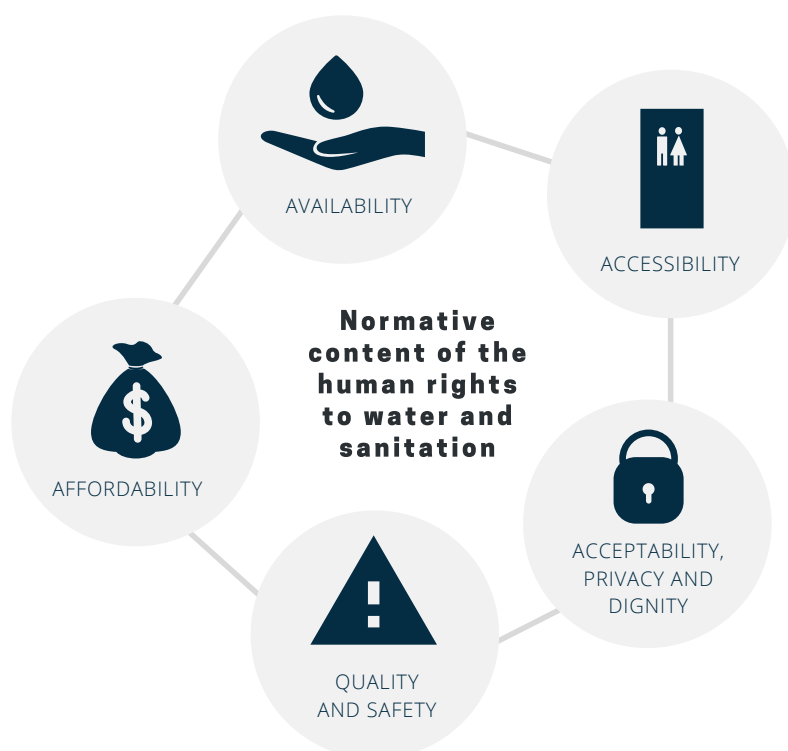 AVAILABILITY
ACCESSIBILITY
Normative
content of the
human rights
to water and
sanitation
$
AFFORDABILITY
ACCEPTABILITY,
PRIVACY AND
DIGNITY
!
QUALITY
AND SAFETY